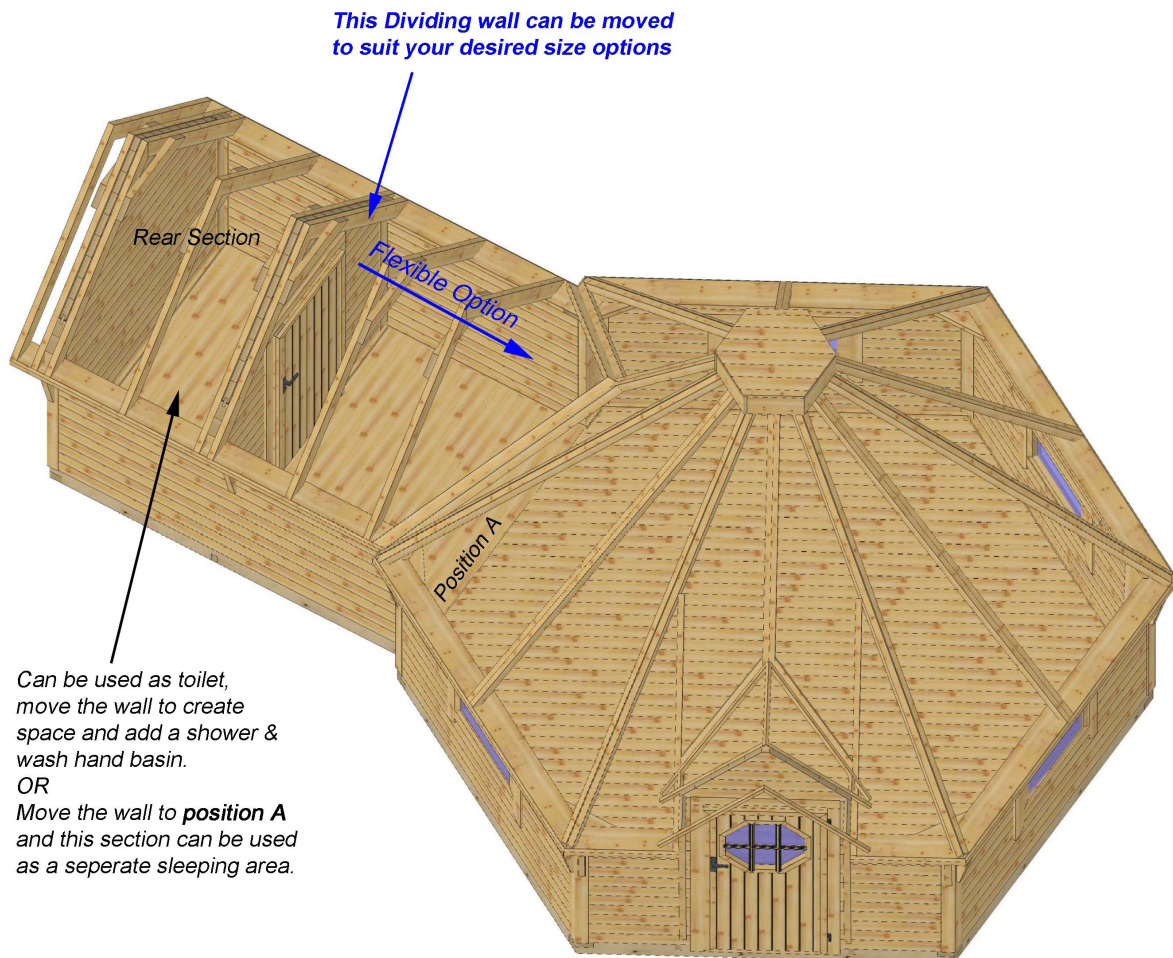 This Dividing wall can be moved
to suit your desired size options
Rear Section
Flexible Option
Position A
Can be used as toilet,
move the wall to create
space and add a shower &
wash hand basin.
OR
Move the wall to position A
and this section can be used
as a seperate sleeping area.